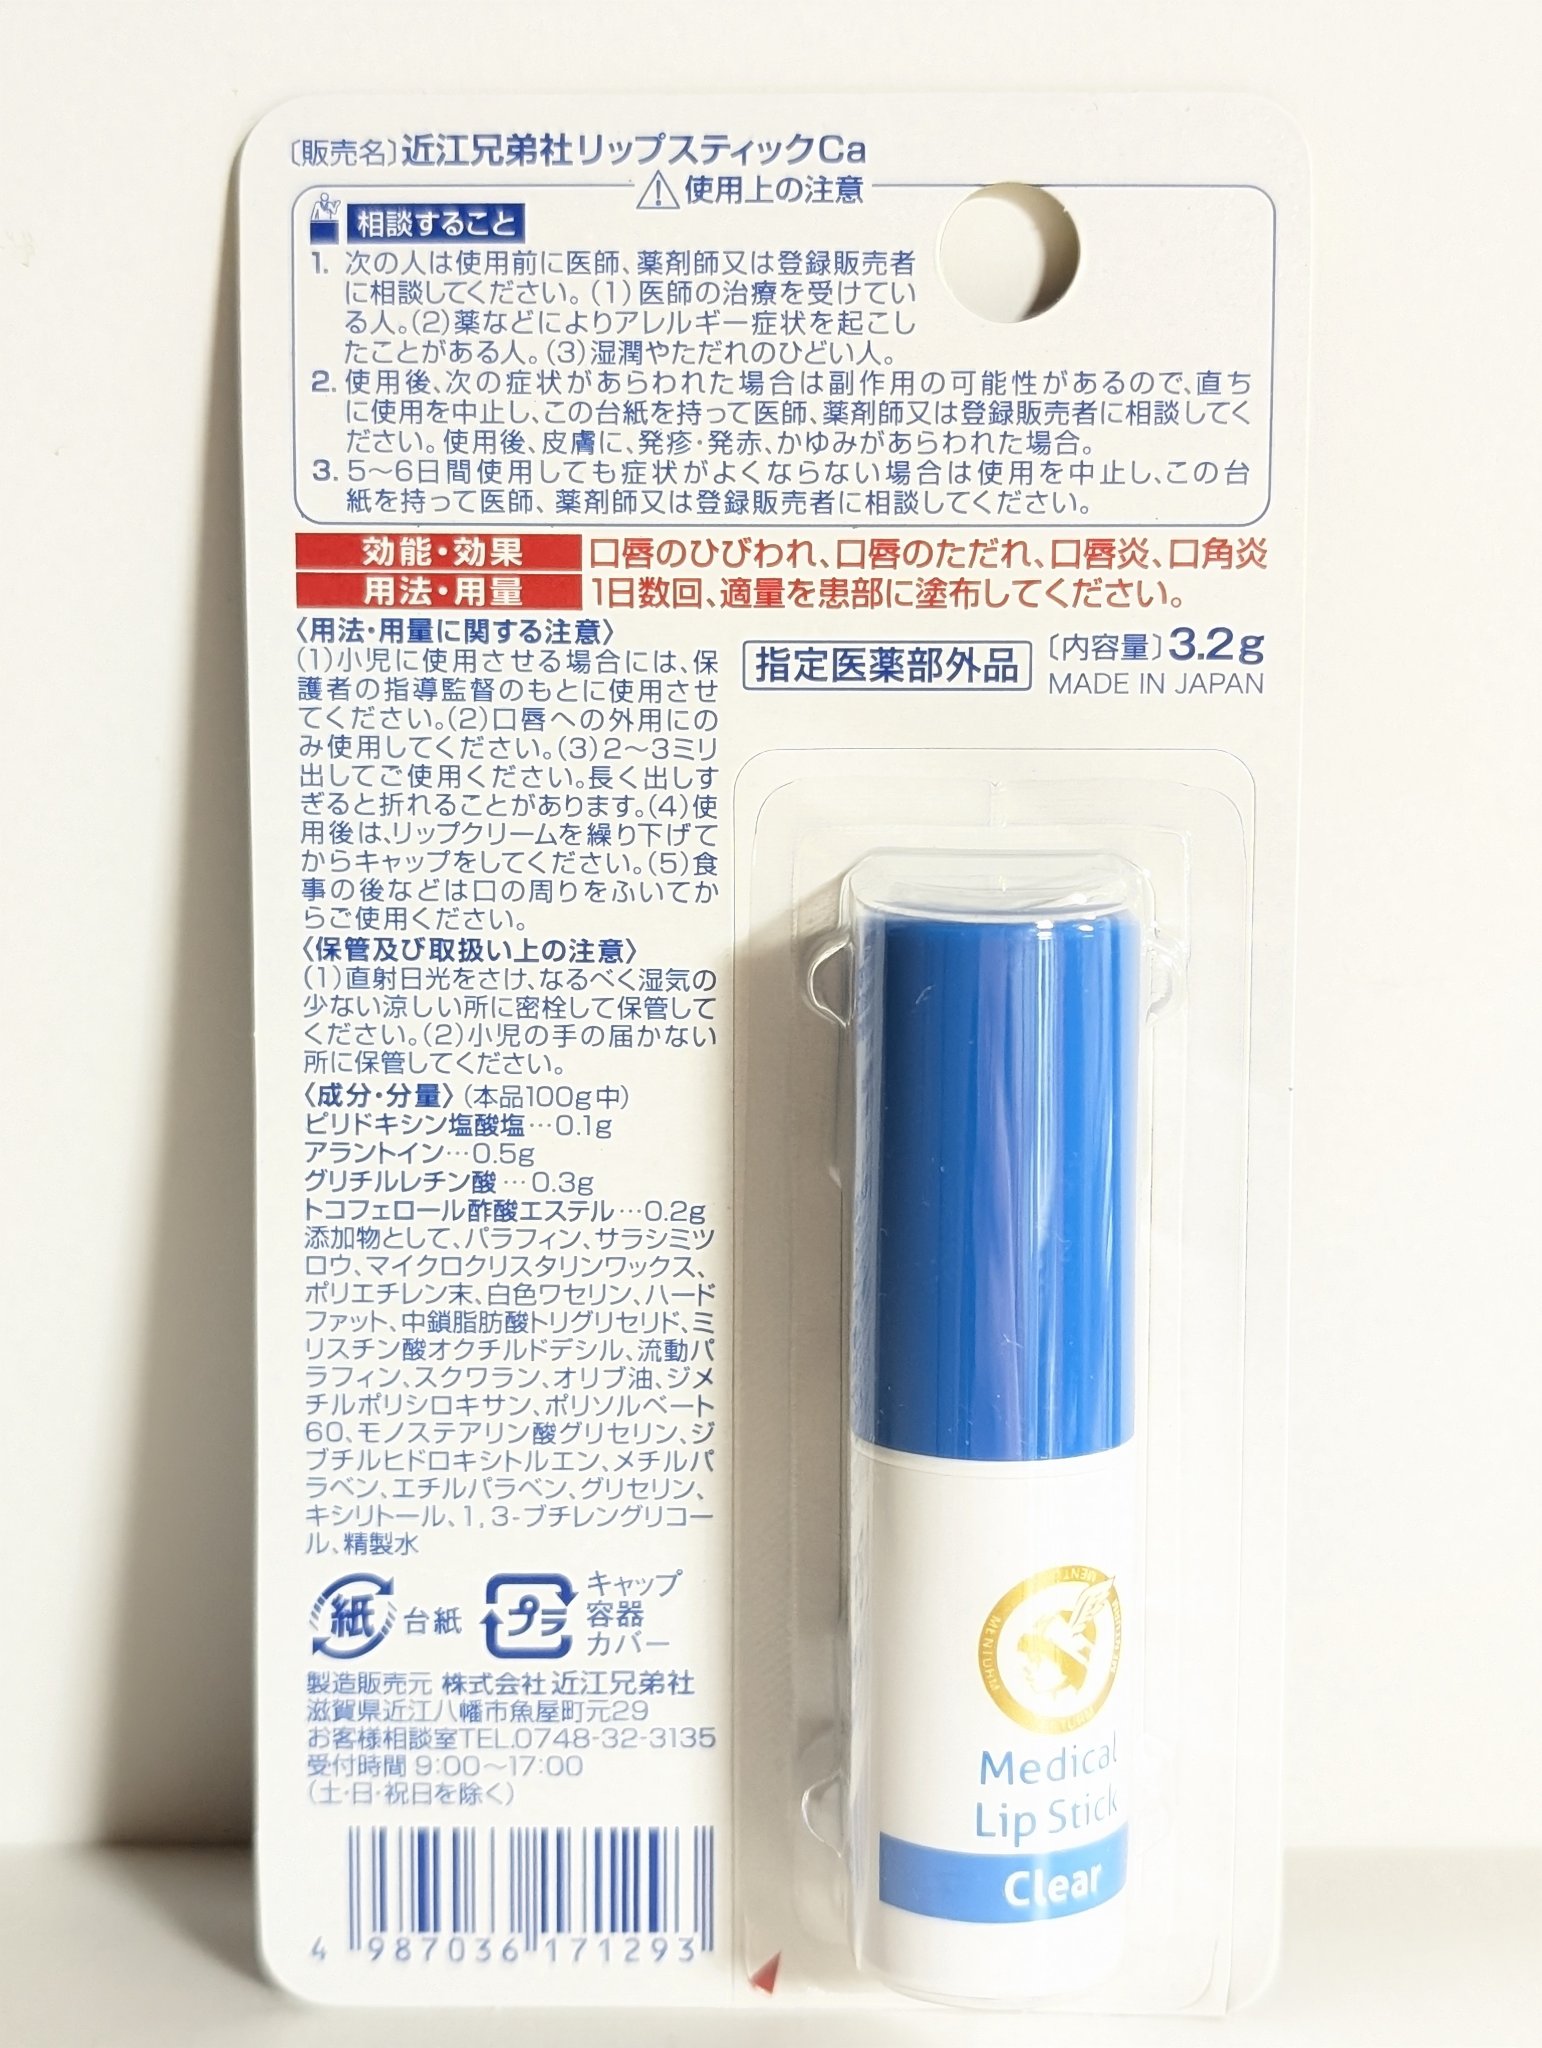 〔販売名〕近江兄弟社リップスティックCa
使用上の注意
相談すること
1. 次の人は使用前に医師、薬剤師又は登録販売者
に相談してください。(1)医師の治療を受けてい
る人。(2)薬などによりアレルギー症状を起こし
たことがある人。(3)湿潤やただれのひどい人。
2. 使用後、次の症状があらわれた場合は副作用の可能性があるので、直ち
に使用を中止し、この台紙を持って医師、薬剤師又は登録販売者に相談してく
ださい。使用後、皮膚に、発疹・発赤、かゆみがあらわれた場合。
3. 5〜6日間使用しても症状がよくならない場合は使用を中止し、この台
紙を持って医師、薬剤師又は登録販売者に相談してください。
効能・効果 口唇のひびわれ、口唇のただれ、口唇炎、口角炎
用法・用量 1日数回、適量を患部に塗布してください。
〈用法・用量に関する注意〉
(1)小児に使用させる場合には、保
護者の指導監督のもとに使用させ
てください。(2)口唇への外用にの
み使用してください。(3)2〜3ミリ
出してご使用ください。長く出しす
ぎると折れることがあります。(4)使
用後は、リップクリームを繰り下げて
からキャップをしてください。(5)食
事の後などは口の周りをふいてか
らご使用ください。
〈保管及び取扱い上の注意〉
(1)直射日光をさけ、なるべく湿気の
少ない涼しい所に密栓して保管して
ください。(2)小児の手の届かない
所に保管してください。
〈成分・分量〉(本品100g中)
ピリドキシン塩酸塩…0.1g
アラントイン…0.5g
グリチルレチン酸…0.3g
トコフェロール酢酸エステル…0.2g
添加物として、パラフィン、サラシミツ
ロウ、マイクロクリスタリンワックス、
ポリエチレン末、白色ワセリン、ハード
ファット、中鎖脂肪酸トリグリセリド、ミ
リスチン酸オクチルドデシル、流動パ
ラフィン、スクワラン、オリブ油、ジメ
チルポリシロキサン、ポリソルベート
60、モノステアリン酸グリセリン、ジ
ブチルヒドロキシトルエン、メチルパ
ラベン、エチルパラベン、グリセリン、
キシリトール、1,3-ブチレングリコー
ル、精製水
紙 台紙
プラ キャップ
容器
カバー
製造販売元 株式会社 近江兄弟社
滋賀県近江八幡市魚屋町元29
お客様相談室TEL.0748-32-3135
受付時間 9:00〜17:00
(土・日・祝日を除く)
4 987036 171293
指定医薬部外品
〔内容量〕3.2g
MADE IN JAPAN
MENTURM
Medical
Lip Stick
Clear